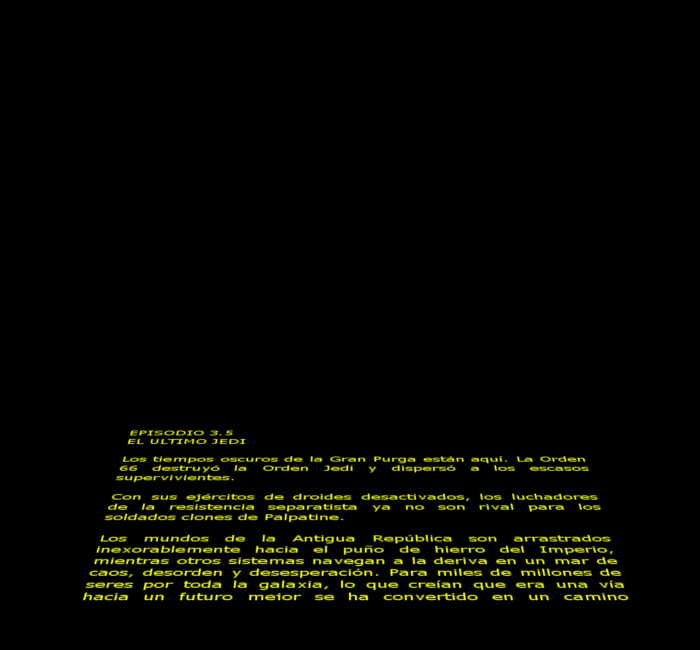 EPISODIO 3.5
EL ULTIMO JEDI
Los tiempos oscuros de la Gran Purga están aquí. La Orden
66 destruyó la Orden Jedi y dispersó a los escasos
supervivientes.
Con sus ejércitos de droides desactivados, los luchadores
de la resistencia separatista ya no son rival para los
soldados clones de Palpatine.
Los mundos de la Antigua República son arrastrados
inexorablemente hacia el puño de hierro del Imperio,
mientras otros sistemas navegan a la deriva en un mar de
caos, desorden y desesperación. Para miles de millones de
seres por toda la galaxia, lo que creían que era una vía
hacia un futuro mejor se ha convertido en un camino